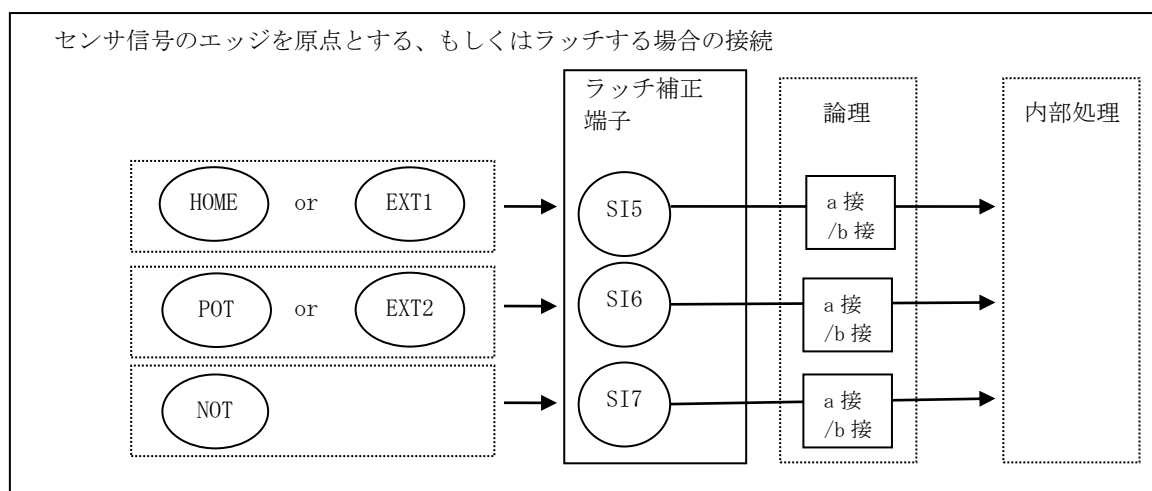 センサ信号のエッジを原点とする、もしくはラッチする場合の接続
ラッチ補正
端子
論理
内部処理
HOME or EXT1
SI5
a 接
/b 接
POT or EXT2
SI6
a 接
/b 接
NOT
SI7
a 接
/b 接